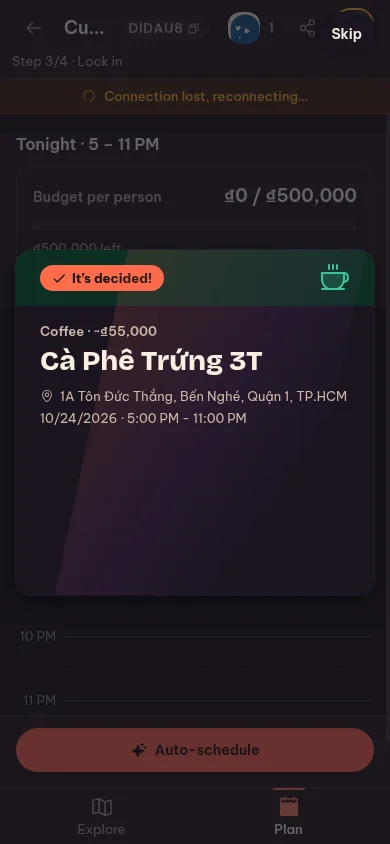 Cu...
DIDAU8
1
Skip
Step 3/4 · Lock in
Connection lost, reconnecting...
Tonight · 5 – 11 PM
Budget per person
₫0 / ₫500,000
₫500,000 left
It's decided!
Coffee · ~₫55,000
Cà Phê Trứng 3T
1A Tôn Đức Thắng, Bến Nghé, Quận 1, TP.HCM
10/24/2026 · 5:00 PM - 11:00 PM
10 PM
11 PM
Auto-schedule
Explore
Plan